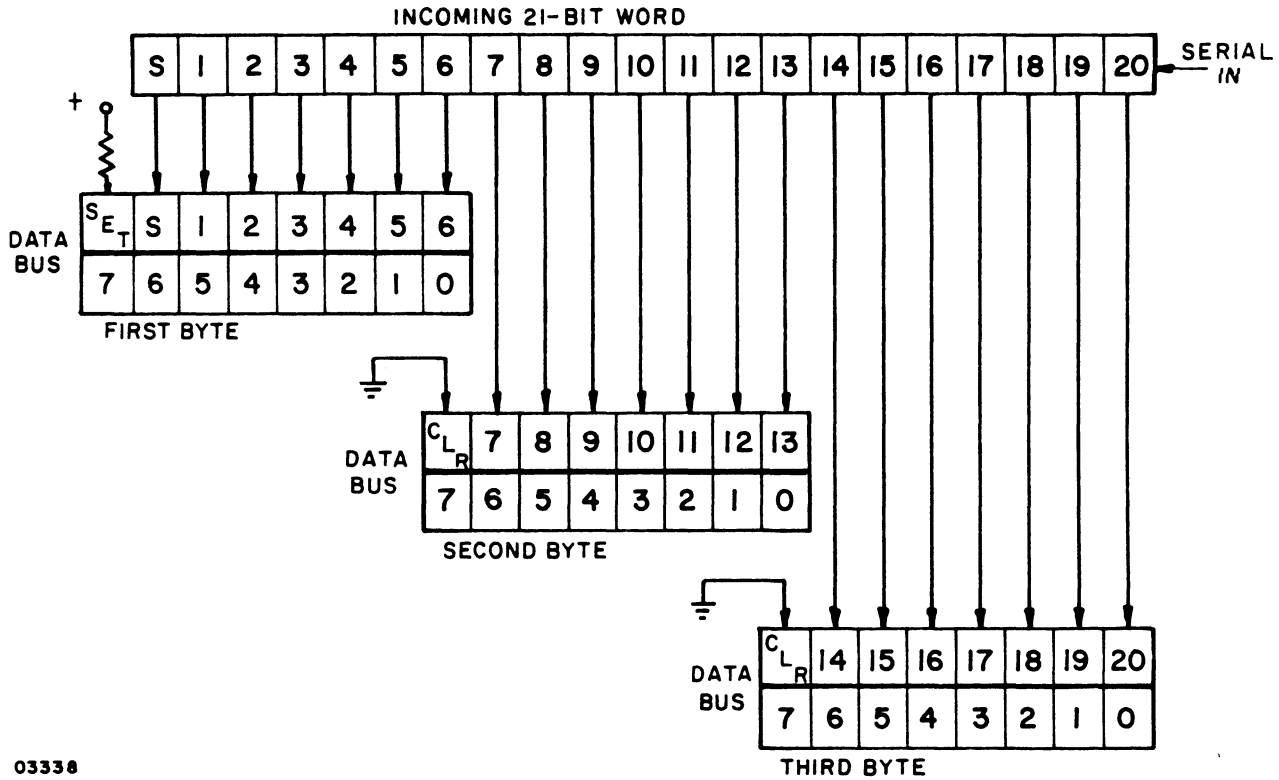 INCOMING 21-BIT WORD
S 1 2 3 4 5 6 7 8 9 10 11 12 13 14 15 16 17 18 19 20
SERIAL
IN
+
SET S 1 2 3 4 5 6
DATA
BUS
7 6 5 4 3 2 1 0
FIRST BYTE
CLR 7 8 9 10 11 12 13
DATA
BUS
7 6 5 4 3 2 1 0
SECOND BYTE
CLR 14 15 16 17 18 19 20
DATA
BUS
7 6 5 4 3 2 1 0
THIRD BYTE
03338